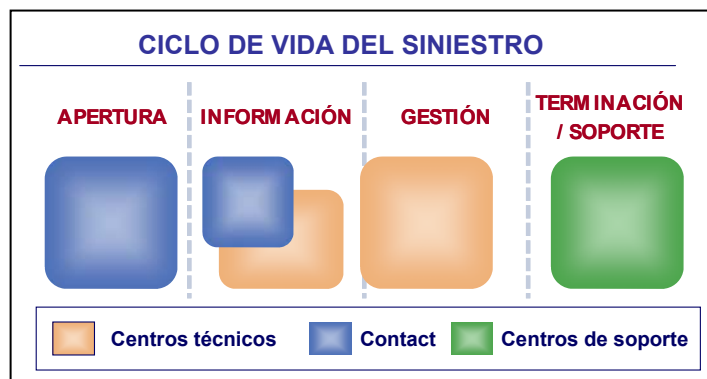 CICLO DE VIDA DEL SINIESTRO
APERTURA
INFORMACIÓN
GESTIÓN
TERMINACIÓN
/ SOPORTE
Centros técnicos
Contact
Centros de soporte